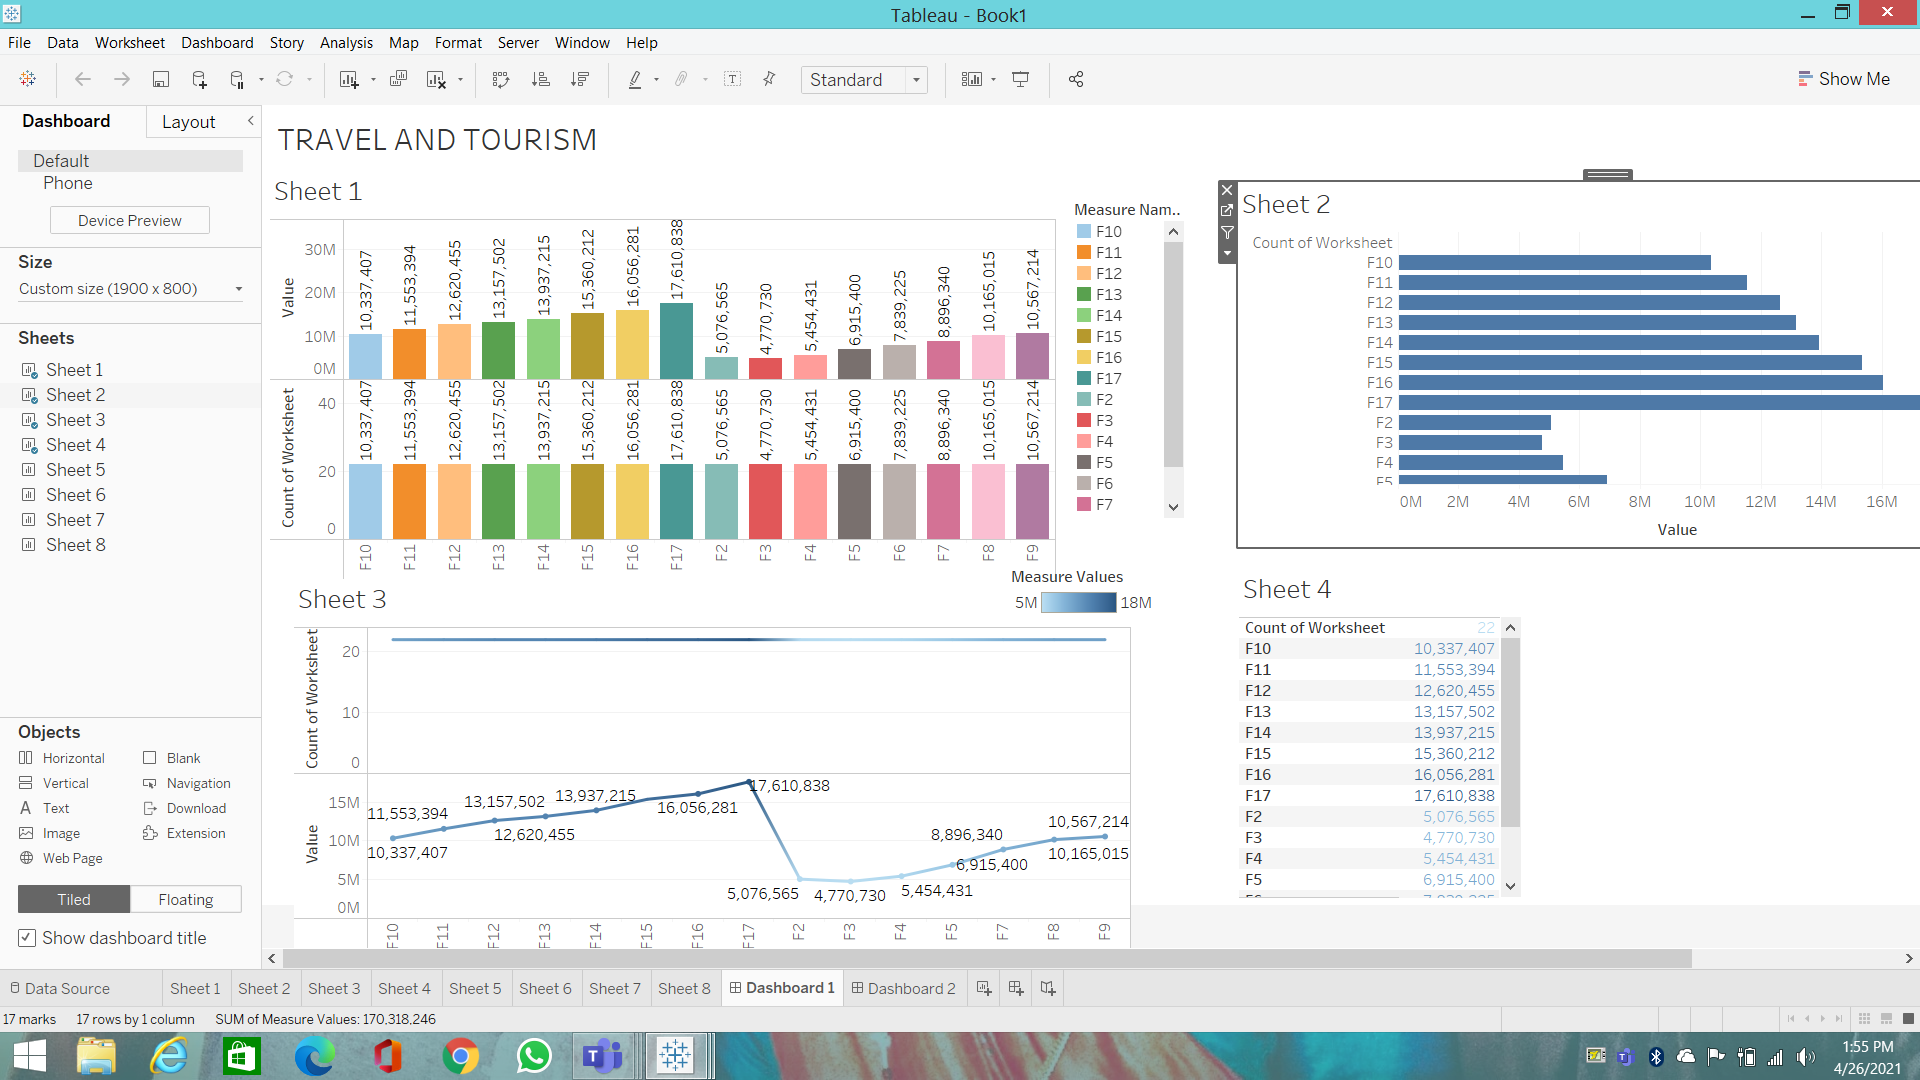 Tableau - Book1
File Data Worksheet Dashboard Story Analysis Map Format Server Window Help
Standard
Show Me
Dashboard Layout
Default
Phone
Device Preview
Size
Custom size (1900 x 800)
Sheets
Sheet 1
Sheet 2
Sheet 3
Sheet 4
Sheet 5
Sheet 6
Sheet 7
Sheet 8
Objects
Horizontal Blank
Vertical Navigation
Text Download
Image Extension
Web Page
Tiled Floating
Show dashboard title
TRAVEL AND TOURISM
Sheet 1
Value
30M
20M
10M
0M
10,337,407 11,553,394 12,620,455 13,157,502 13,937,215 15,360,212 16,056,281 17,610,838 5,076,565 4,770,730 5,454,431 6,915,400 7,839,225 8,896,340 10,165,015 10,567,214
Count of Worksheet
40
20
0
10,337,407 11,553,394 12,620,455 13,157,502 13,937,215 15,360,212 16,056,281 17,610,838 5,076,565 4,770,730 5,454,431 6,915,400 7,839,225 8,896,340 10,165,015 10,567,214
F10 F11 F12 F13 F14 F15 F16 F17 F2 F3 F4 F5 F6 F7 F8 F9
Measure Nam..
F10
F11
F12
F13
F14
F15
F16
F17
F2
F3
F4
F5
F6
F7
Sheet 2
Count of Worksheet
F10
F11
F12
F13
F14
F15
F16
F17
F2
F3
F4
F5
0M 2M 4M 6M 8M 10M 12M 14M 16M
Value
Sheet 3
Measure Values
5M 18M
Count of Worksheet
20
10
0
Value
15M
10M
5M
0M
10,337,407
11,553,394
12,620,455
13,157,502
13,937,215
16,056,281
17,610,838
5,076,565
4,770,730
5,454,431
6,915,400
8,896,340
10,165,015
10,567,214
F10 F11 F12 F13 F14 F15 F16 F17 F2 F3 F4 F5 F7 F8 F9
Sheet 4
Count of Worksheet 22
F10 10,337,407
F11 11,553,394
F12 12,620,455
F13 13,157,502
F14 13,937,215
F15 15,360,212
F16 16,056,281
F17 17,610,838
F2 5,076,565
F3 4,770,730
F4 5,454,431
F5 6,915,400
Data Source Sheet 1 Sheet 2 Sheet 3 Sheet 4 Sheet 5 Sheet 6 Sheet 7 Sheet 8 Dashboard 1 Dashboard 2
17 marks 17 rows by 1 column SUM of Measure Values: 170,318,246
1:55 PM
4/26/2021